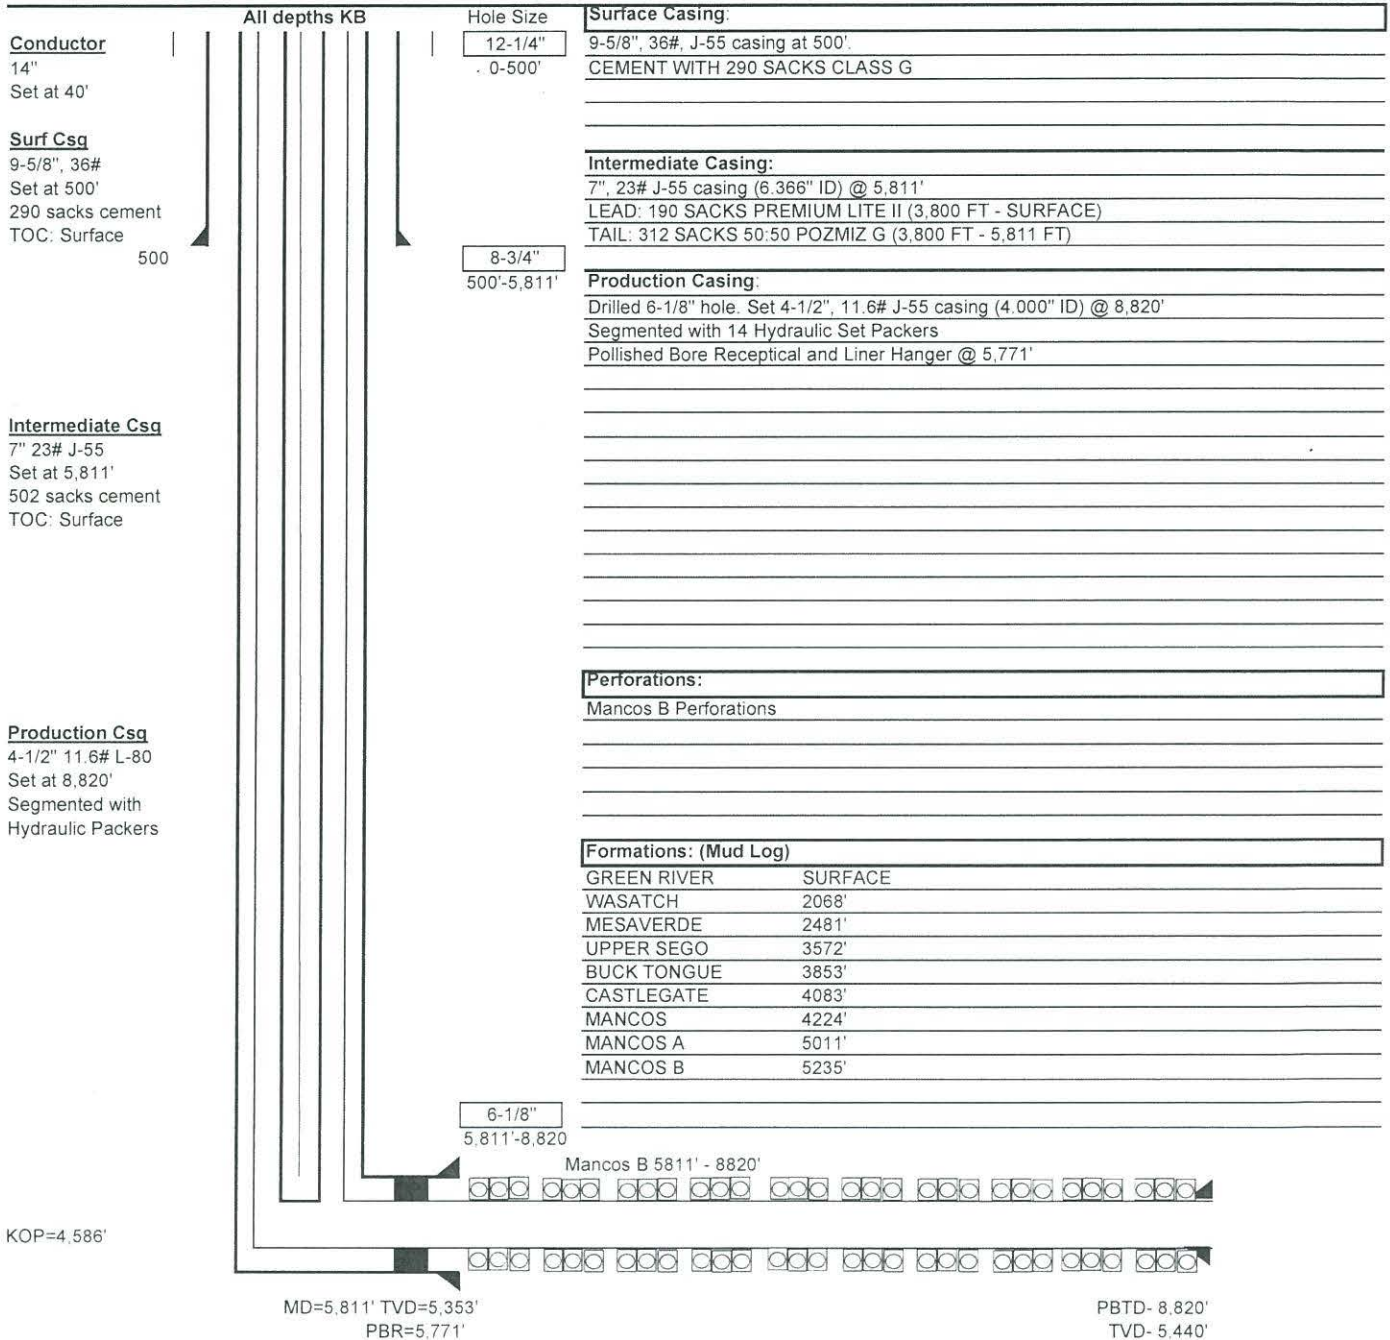 All depths KB
Hole Size
Surface Casing:
Conductor
12-1/4"
9-5/8", 36#, J-55 casing at 500'.
14"
0-500'
CEMENT WITH 290 SACKS CLASS G
Set at 40'
Surf Csg
9-5/8", 36#
Set at 500'
290 sacks cement
TOC: Surface
500
Intermediate Casing:
7", 23# J-55 casing (6.366" ID) @ 5,811'
LEAD: 190 SACKS PREMIUM LITE II (3,800 FT - SURFACE)
TAIL: 312 SACKS 50:50 POZMIZ G (3,800 FT - 5,811 FT)
8-3/4"
500'-5,811'
Production Casing:
Drilled 6-1/8" hole. Set 4-1/2", 11.6# J-55 casing (4.000" ID) @ 8,820'
Segmented with 14 Hydraulic Set Packers
Pollished Bore Receptical and Liner Hanger @ 5,771'
Intermediate Csg
7" 23# J-55
Set at 5,811'
502 sacks cement
TOC: Surface
Perforations:
Mancos B Perforations
Production Csg
4-1/2" 11.6# L-80
Set at 8,820'
Segmented with
Hydraulic Packers
Formations: (Mud Log)
GREEN RIVER SURFACE
WASATCH 2068'
MESAVERDE 2481'
UPPER SEGO 3572'
BUCK TONGUE 3853'
CASTLEGATE 4083'
MANCOS 4224'
MANCOS A 5011'
MANCOS B 5235'
6-1/8"
5,811'-8,820
Mancos B 5811' - 8820'
KOP=4,586'
MD=5,811' TVD=5,353'
PBR=5,771'
PBTD- 8,820'
TVD- 5,440'